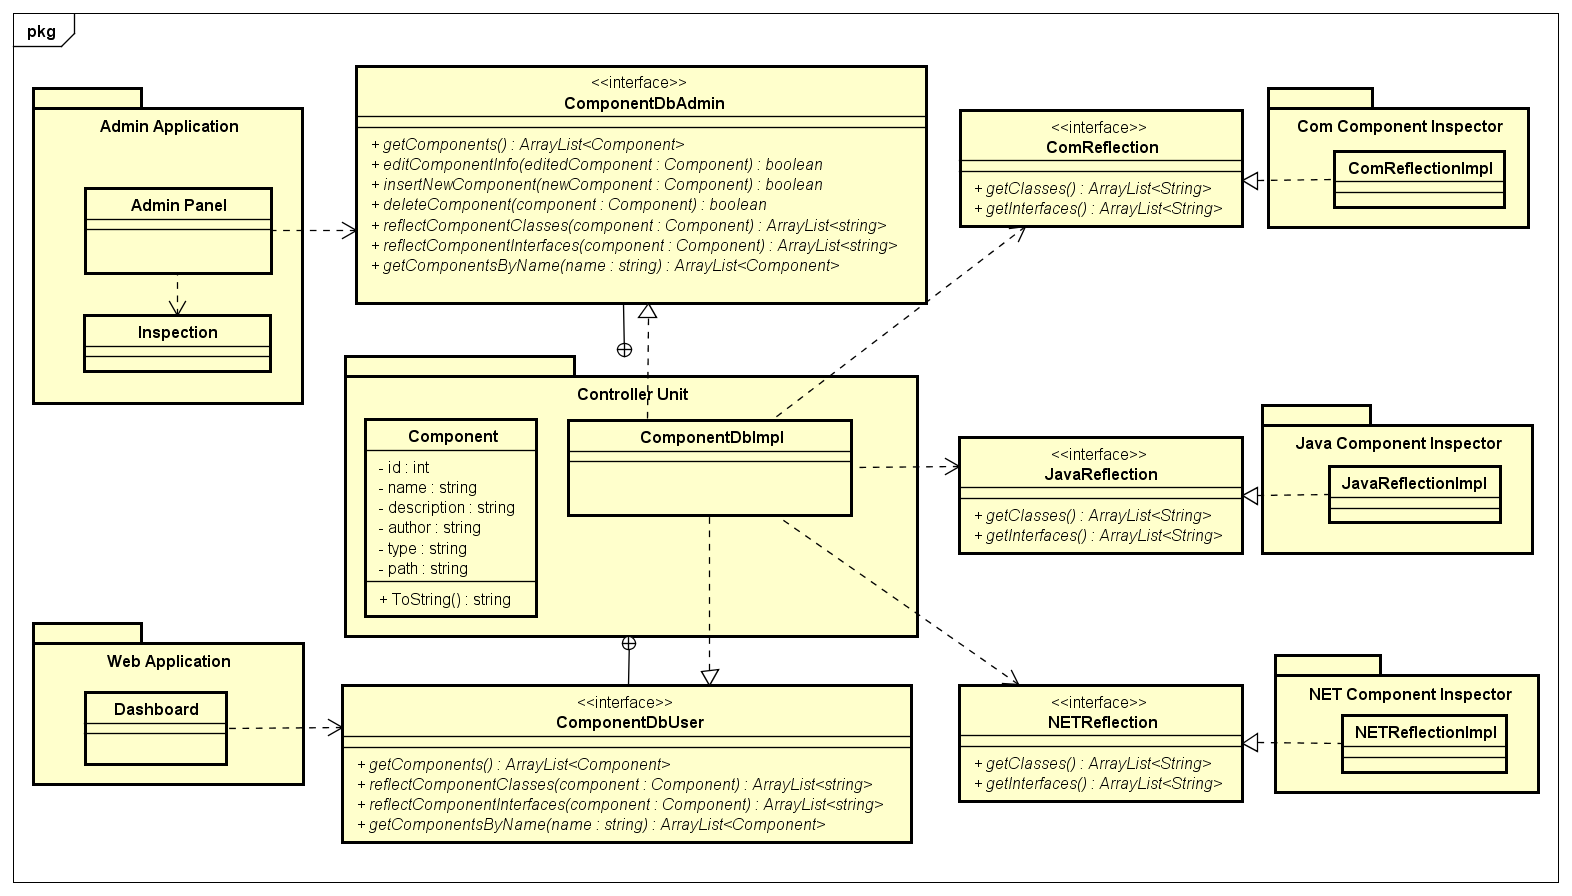 pkg
Admin Application
Admin Panel
Inspection
<<interface>>
ComponentDbAdmin
+ getComponents() : ArrayList<Component>
+ editComponentInfo(editedComponent : Component) : boolean
+ insertNewComponent(newComponent : Component) : boolean
+ deleteComponent(component : Component) : boolean
+ reflectComponentClasses(component : Component) : ArrayList<string>
+ reflectComponentInterfaces(component : Component) : ArrayList<string>
+ getComponentsByName(name : string) : ArrayList<Component>
<<interface>>
ComReflection
+ getClasses() : ArrayList<String>
+ getInterfaces() : ArrayList<String>
Com Component Inspector
ComReflectionImpl
Controller Unit
Component
- id : int
- name : string
- description : string
- author : string
- type : string
- path : string
+ ToString() : string
ComponentDbImpl
<<interface>>
JavaReflection
+ getClasses() : ArrayList<String>
+ getInterfaces() : ArrayList<String>
Java Component Inspector
JavaReflectionImpl
Web Application
Dashboard
<<interface>>
ComponentDbUser
+ getComponents() : ArrayList<Component>
+ reflectComponentClasses(component : Component) : ArrayList<string>
+ reflectComponentInterfaces(component : Component) : ArrayList<string>
+ getComponentsByName(name : string) : ArrayList<Component>
<<interface>>
NETReflection
+ getClasses() : ArrayList<String>
+ getInterfaces() : ArrayList<String>
NET Component Inspector
NETReflectionImpl